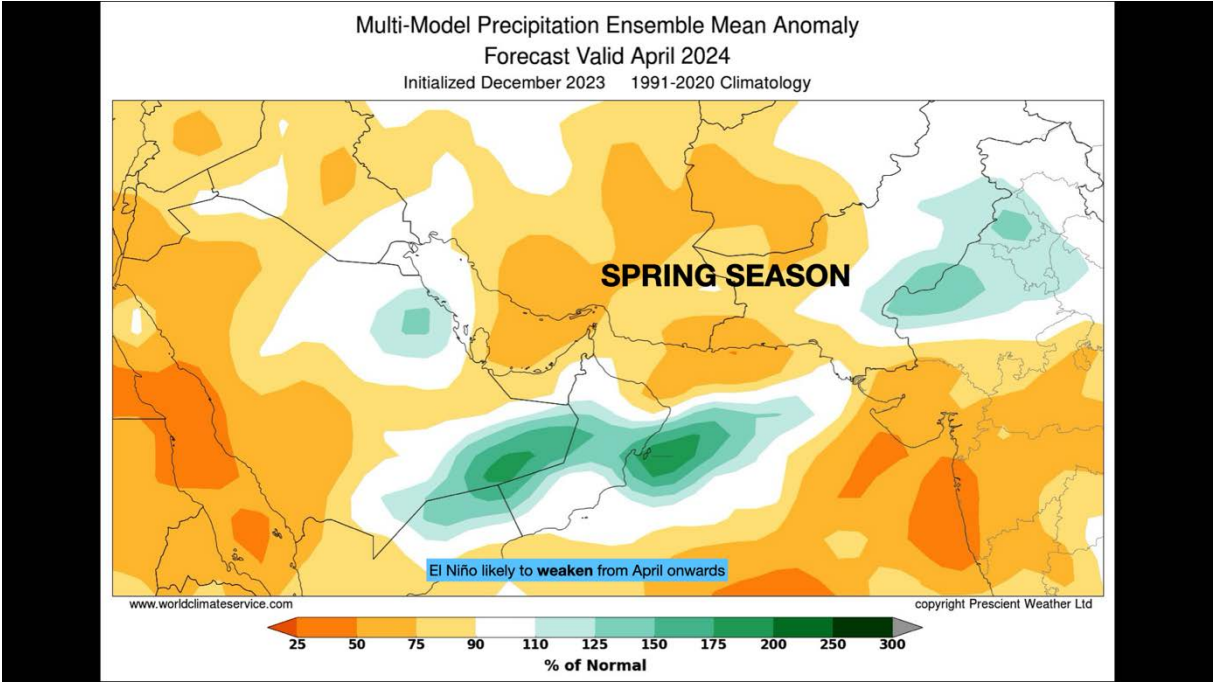 Multi-Model Precipitation Ensemble Mean Anomaly
Forecast Valid April 2024
Initialized December 2023 1991-2020 Climatology
SPRING SEASON
El Niño likely to weaken from April onwards
www.worldclimateservice.com copyright Prescient Weather Ltd
25 50 75 90 110 125 150 175 200 250 300
% of Normal